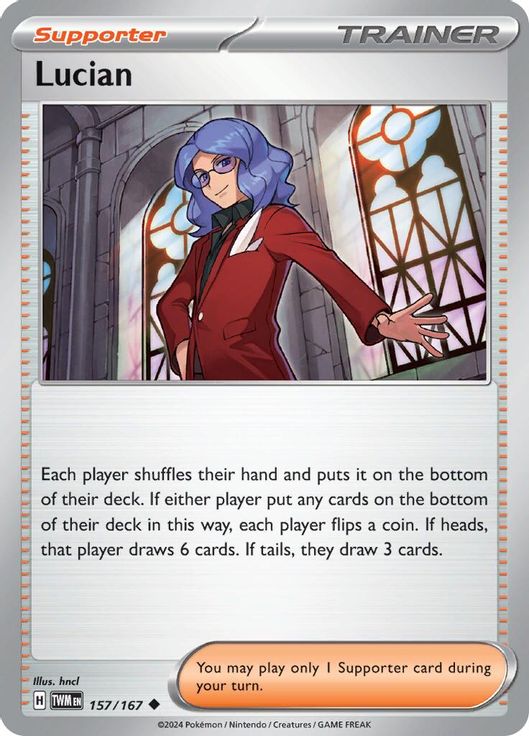 Supporter
TRAINER
Lucian
Each player shuffles their hand and puts it on the bottom
of their deck. If either player put any cards on the bottom
of their deck in this way, each player flips a coin. If heads,
that player draws 6 cards. If tails, they draw 3 cards.
Illus. hncl
You may play only 1 Supporter card during
your turn.
H TWM EN 157/167 ◆
©2024 Pokémon / Nintendo / Creatures / GAME FREAK